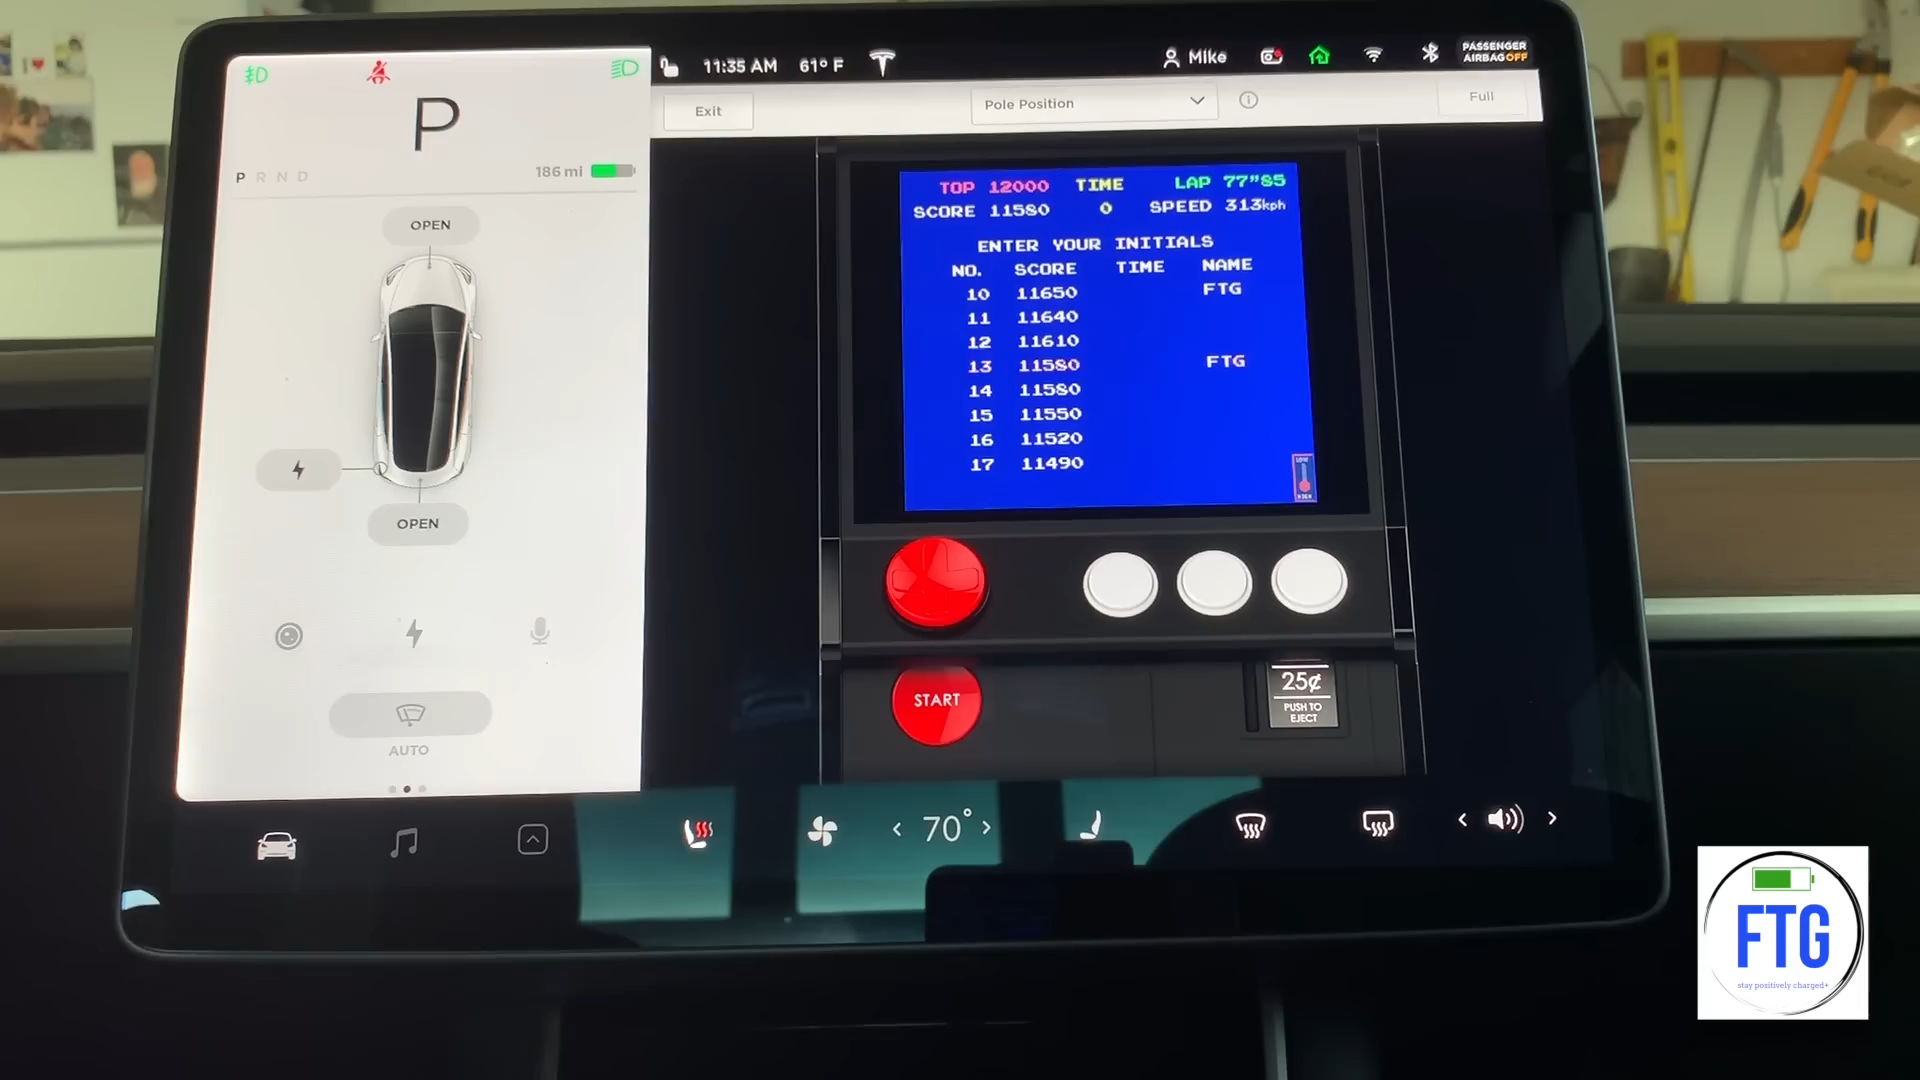 P
P R N D
186 mi
OPEN
OPEN
AUTO
11:35 AM 61° F
Mike
PASSENGER
AIRBAG OFF
Exit
Pole Position
Full
TOP 12000 TIME LAP 77"85
SCORE 11580 0 SPEED 313kph
ENTER YOUR INITIALS
NO. SCORE TIME NAME
10 11650 FTG
11 11640
12 11610
13 11580 FTG
14 11580
15 11550
16 11520
17 11490
LOW
HIGH
START
25¢
PUSH TO
EJECT
70°
FTG
stay positively charged+